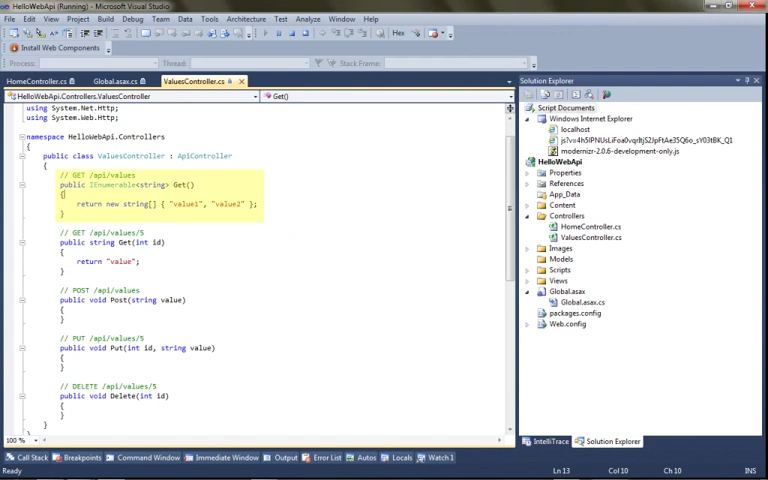 HelloWebApi (Running) - Microsoft Visual Studio
File Edit View Project Build Debug Team Data Tools Architecture Test Analyze Window Help
Hex
Install Web Components
Process: Thread: Stack Frame:
HomeController.cs Global.asax.cs ValuesController.cs
HelloWebApi.Controllers.ValuesController Get()
using System.Net.Http;
using System.Web.Http;
namespace HelloWebApi.Controllers
{
public class ValuesController : ApiController
{
// GET /api/values
public IEnumerable<string> Get()
{
return new string[] { "value1", "value2" };
}
// GET /api/values/5
public string Get(int id)
{
return "value";
}
// POST /api/values
public void Post(string value)
{
}
// PUT /api/values/5
public void Put(int id, string value)
{
}
// DELETE /api/values/5
public void Delete(int id)
{
}
}
100 %
Solution Explorer
Script Documents
Windows Internet Explorer
localhost
modernizr-2.0.6-development-only.js
HelloWebApi
Properties
References
App_Data
Content
Controllers
HomeController.cs
ValuesController.cs
Images
Models
Scripts
Views
Global.asax
Global.asax.cs
packages.config
Web.config
IntelliTrace Solution Explorer
Call Stack Breakpoints Command Window Immediate Window Output Error List Autos Locals Watch 1
Ready Ln 13 Col 10 Ch 10 INS